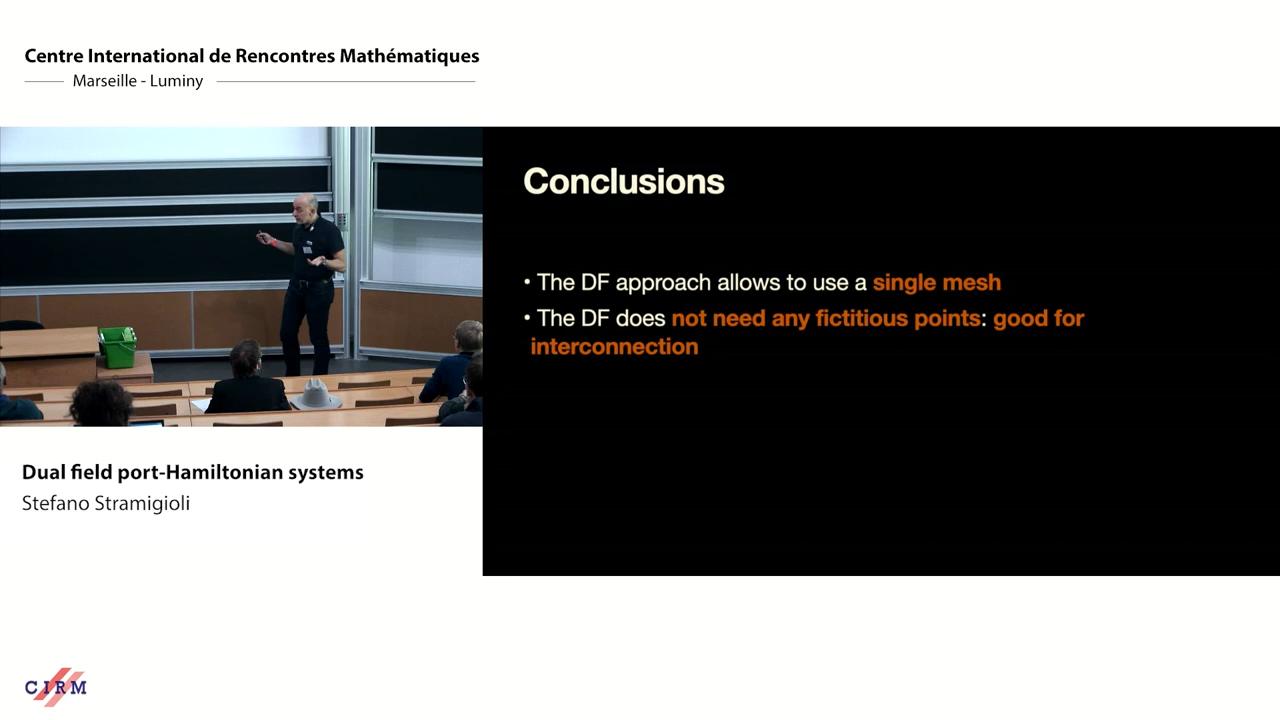 Centre International de Rencontres Mathématiques
Marseille - Luminy
Conclusions
• The DF approach allows to use a single mesh
• The DF does not need any fictitious points: good for
interconnection
Dual field port-Hamiltonian systems
Stefano Stramigioli
CIRM